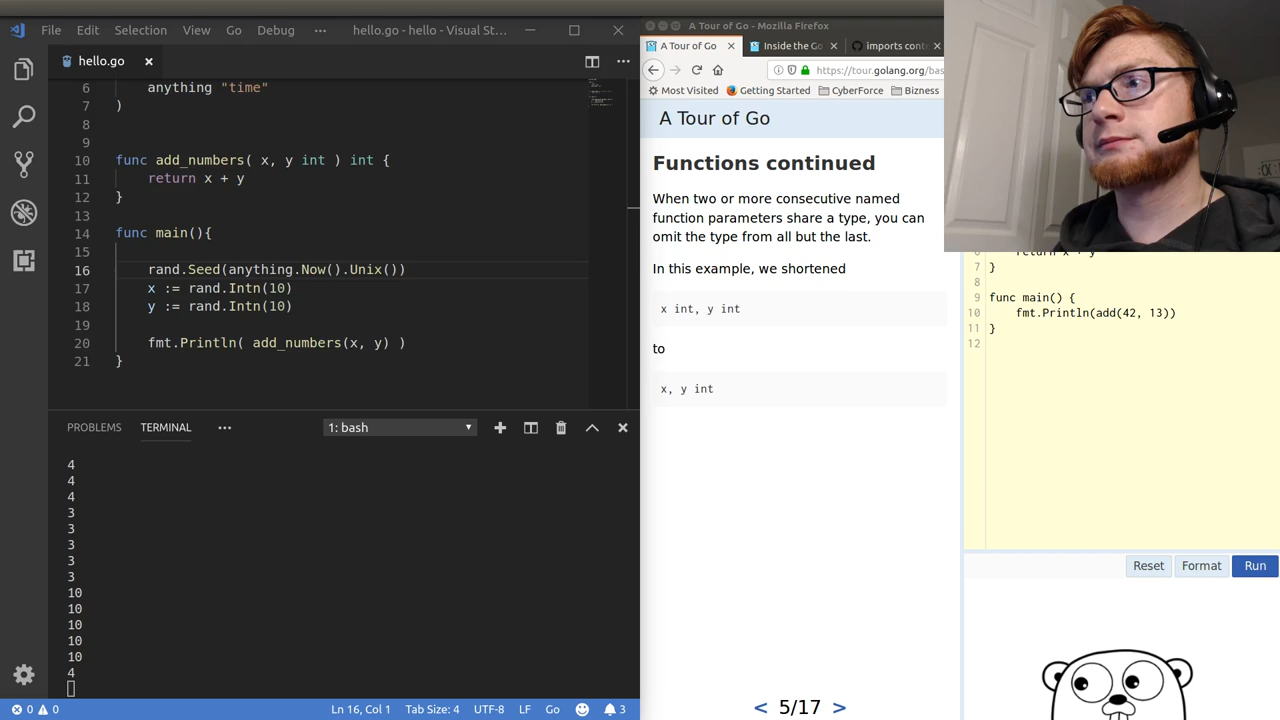 File Edit Selection View Go Debug ··· hello.go - hello - Visual St...
hello.go
6 anything "time"
7 )
8
9
10 func add_numbers( x, y int ) int {
11 return x + y
12 }
13
14 func main(){
15
16 rand.Seed(anything.Now().Unix())
17 x := rand.Intn(10)
18 y := rand.Intn(10)
19
20 fmt.Println( add_numbers(x, y) )
21 }
PROBLEMS TERMINAL ··· 1: bash
4
4
4
3
3
3
3
3
10
10
10
10
10
4
0 0 Ln 16, Col 1 Tab Size: 4 UTF-8 LF Go 3
A Tour of Go - Mozilla Firefox
A Tour of Go Inside the Go imports cont
https://tour.golang.org/bas
Most Visited Getting Started CyberForce Bizness
A Tour of Go
Functions continued
When two or more consecutive named
function parameters share a type, you can
omit the type from all but the last.
In this example, we shortened
x int, y int
to
x, y int
< 5/17 >
7 }
8
9 func main() {
10 fmt.Println(add(42, 13))
11 }
12
Reset Format Run